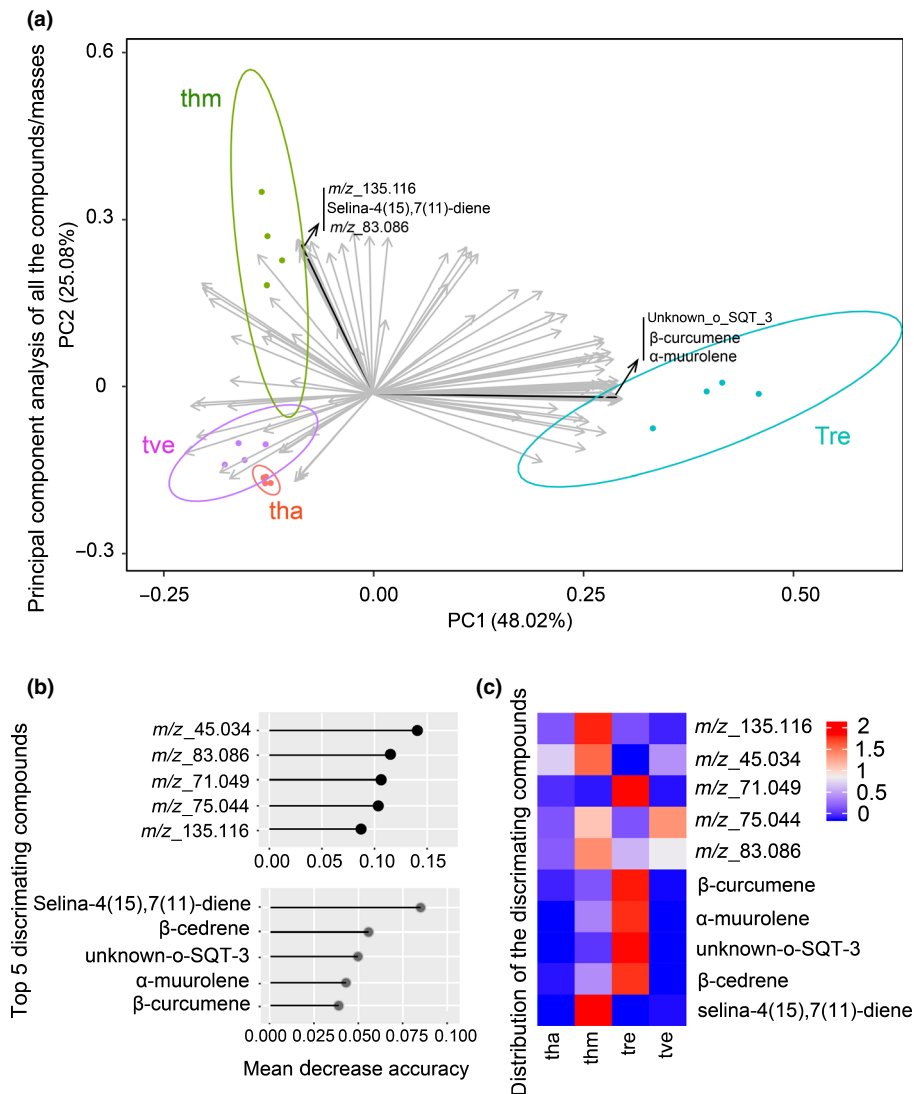 (a)
Principal component analysis of all the compounds/masses
PC2 (25.08%)
0.6
0.3
0
−0.3
thm
m/z_135.116
Selina-4(15),7(11)-diene
m/z_83.086
Unknown_o_SQT_3
β-curcumene
α-muurolene
tve
tha
Tre
−0.25
0.00
0.25
0.50
PC1 (48.02%)
(b)
Top 5 discrimating compounds
m/z_45.034
m/z_83.086
m/z_71.049
m/z_75.044
m/z_135.116
0.00 0.05 0.10 0.15
Selina-4(15),7(11)-diene
β-cedrene
unknown-o-SQT-3
α-muurolene
β-curcumene
0.00 0.025 0.050 0.075 0.100
Mean decrease accuracy
(c)
Distribution of the discrimating compounds
m/z_135.116
m/z_45.034
m/z_71.049
m/z_75.044
m/z_83.086
β-curcumene
α-muurolene
unknown-o-SQT-3
β-cedrene
selina-4(15),7(11)-diene
tha
thm
tre
tve
2
1.5
1
0.5
0